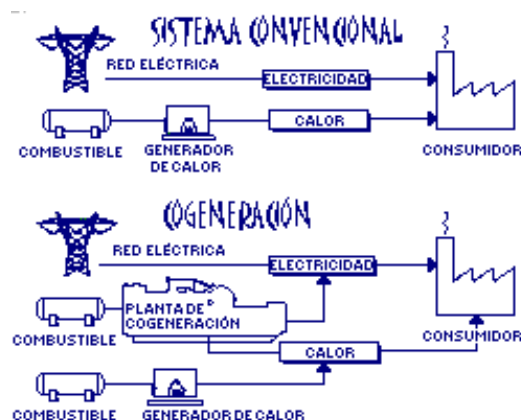 SISTEMA CONVENCIONAL
RED ELÉCTRICA
ELECTRICIDAD
CALOR
COMBUSTIBLE
GENERADOR
DE CALOR
CONSUMIDOR
COGENERACIÓN
RED ELÉCTRICA
ELECTRICIDAD
PLANTA DE
COGENERACIÓN
COMBUSTIBLE
CONSUMIDOR
CALOR
COMBUSTIBLE
GENERADOR DE CALOR